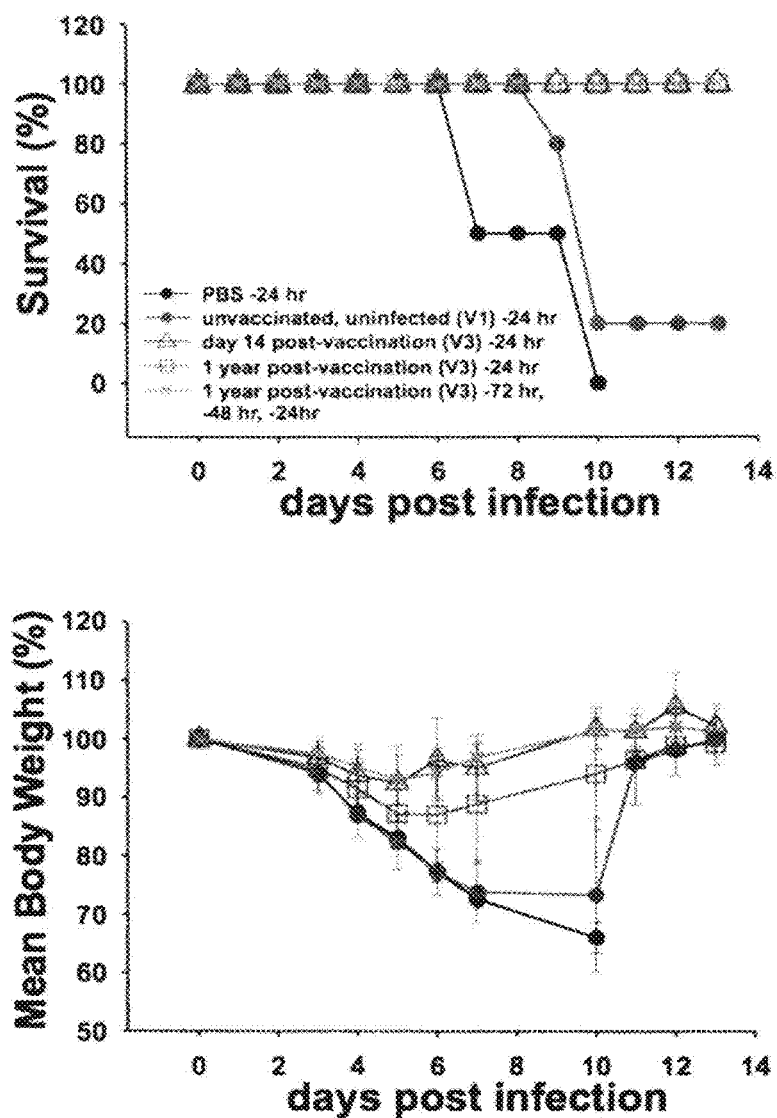 120
100
80
60
40
20
0
Survival (%)
PBS -24 hr
unvaccinated, uninfected (V1) -24 hr
day 14 post-vaccination (V3) -24 hr
1 year post-vaccination (V3) -24 hr
1 year post-vaccination (V3) -72 hr,
-48 hr, -24hr
0 2 4 6 8 10 12 14
days post infection
120
110
100
90
80
70
60
50
Mean Body Weight (%)
0 2 4 6 8 10 12 14
days post infection